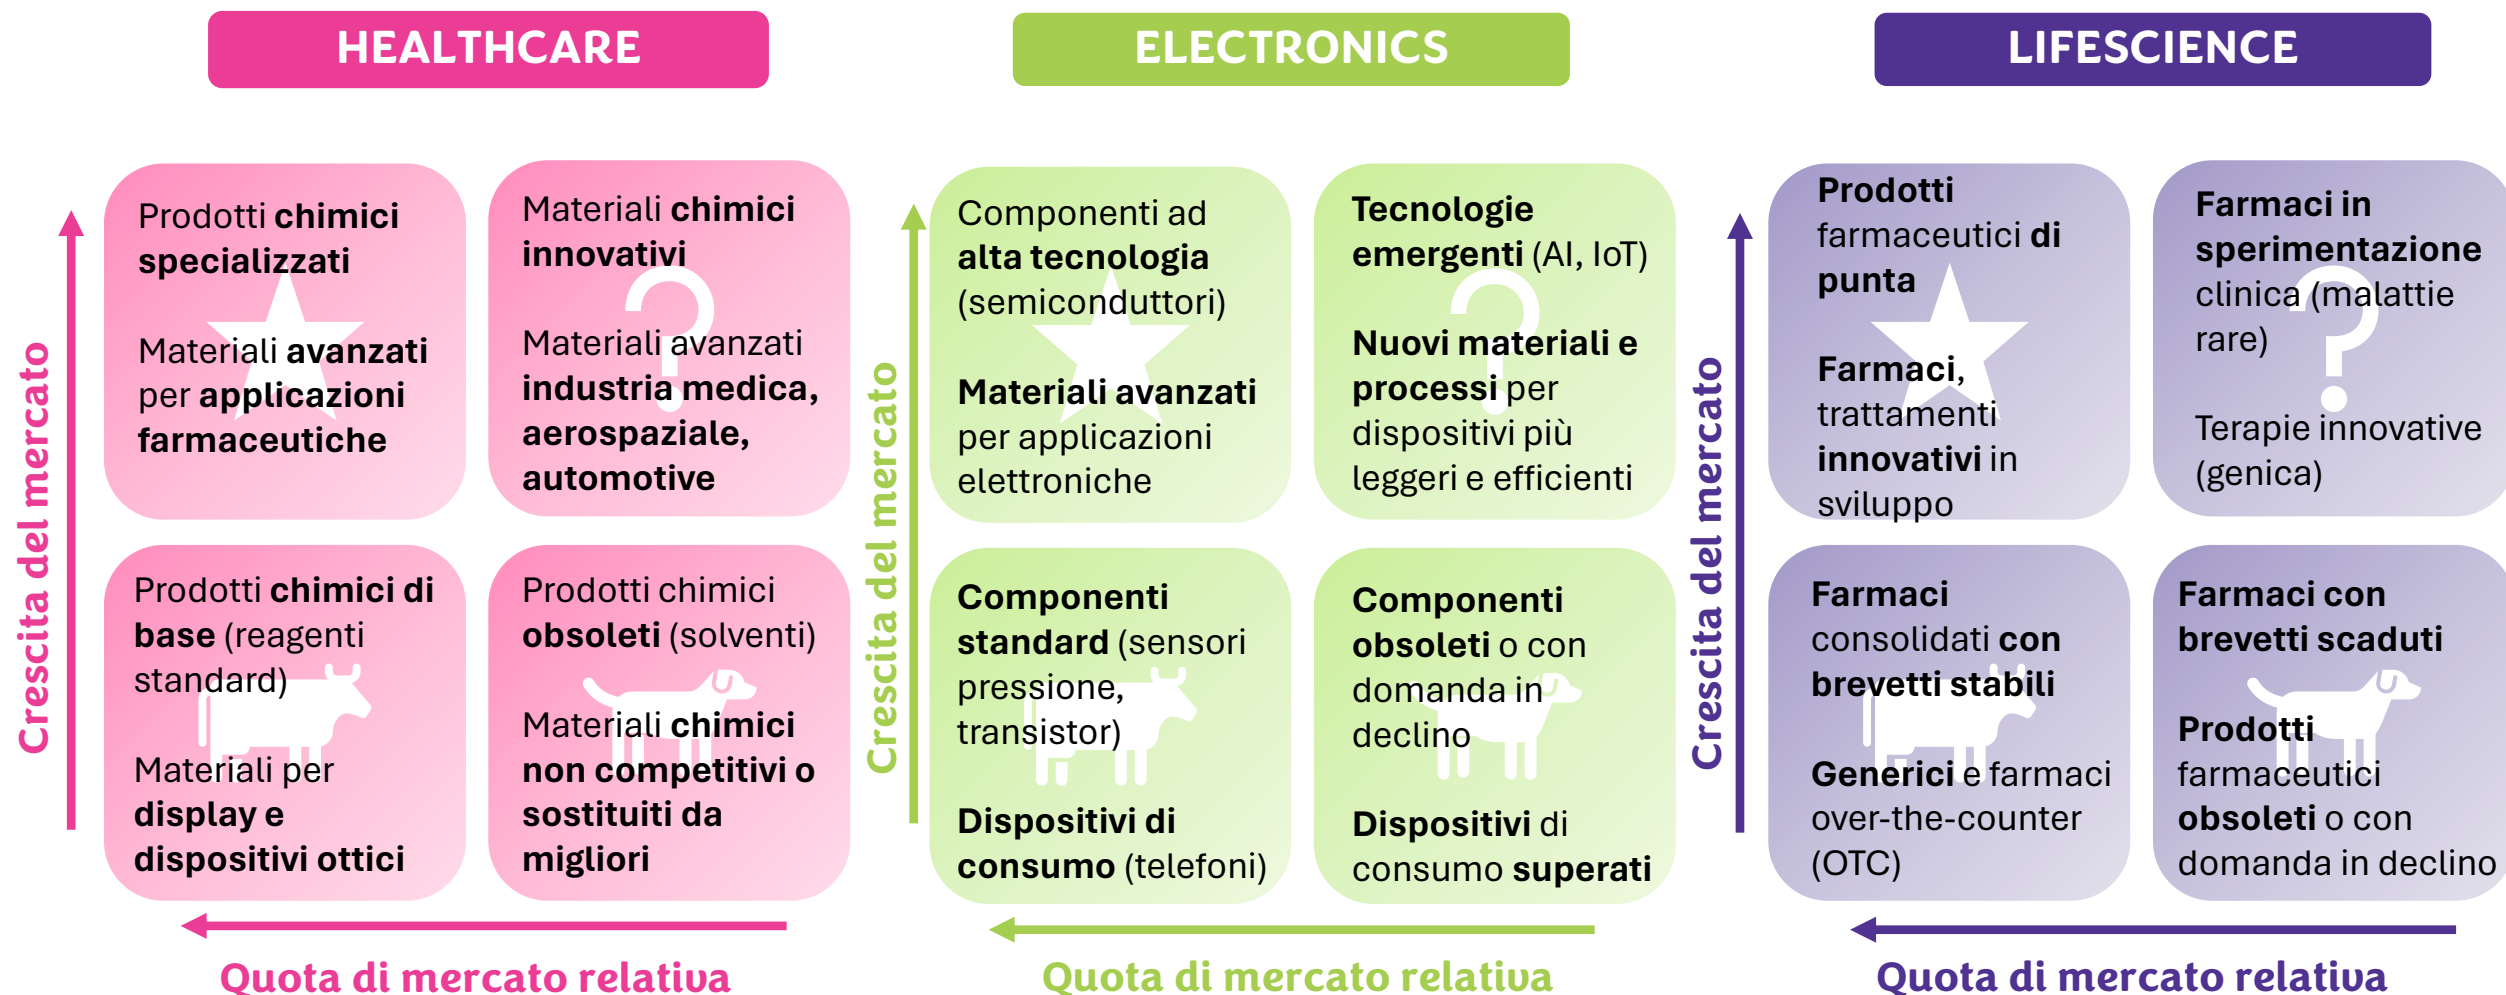 HEALTHCARE
Crescita del mercato
Prodotti chimici
specializzati
Materiali avanzati
per applicazioni
farmaceutiche
Materiali chimici
innovativi
Materiali avanzati
industria medica,
aerospaziale,
automotive
Prodotti chimici di
base (reagenti
standard)
Materiali per
display e
dispositivi ottici
Prodotti chimici
obsoleti (solventi)
Materiali chimici
non competitivi o
sostituiti da
migliori
Quota di mercato relativa
ELECTRONICS
Crescita del mercato
Componenti ad
alta tecnologia
(semiconduttori)
Materiali avanzati
per applicazioni
elettroniche
Tecnologie
emergenti (AI, IoT)
Nuovi materiali e
processi per
dispositivi più
leggeri e efficienti
Componenti
standard (sensori
pressione,
transistor)
Dispositivi di
consumo (telefoni)
Componenti
obsoleti o con
domanda in
declino
Dispositivi di
consumo superati
Quota di mercato relativa
LIFESCIENCE
Crescita del mercato
Prodotti
farmaceutici di
punta
Farmaci,
trattamenti
innovativi in
sviluppo
Farmaci in
sperimentazione
clinica (malattie
rare)
Terapie innovative
(genica)
Farmaci
consolidati con
brevetti stabili
Generici e farmaci
over-the-counter
(OTC)
Farmaci con
brevetti scaduti
Prodotti
farmaceutici
obsoleti o con
domanda in declino
Quota di mercato relativa